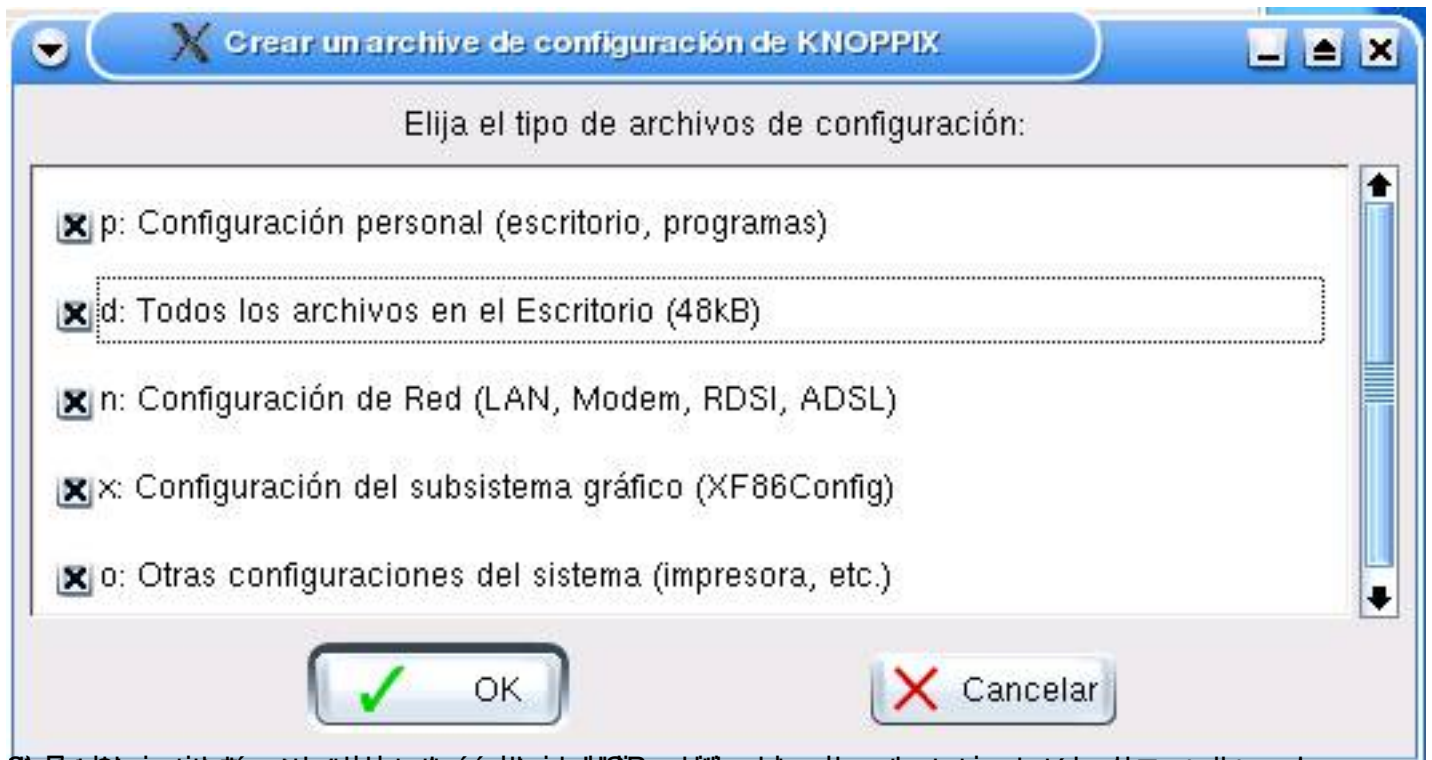 Crear un archive de configuración de KNOPPIX
Elija el tipo de archivos de configuración:
p: Configuración personal (escritorio, programas)
d: Todos los archivos en el Escritorio (48kB)
n: Configuración de Red (LAN, Modem, RDSI, ADSL)
x: Configuración del subsistema gráfico (XF86Config)
o: Otras configuraciones del sistema (impresora, etc.)
OK
Cancelar